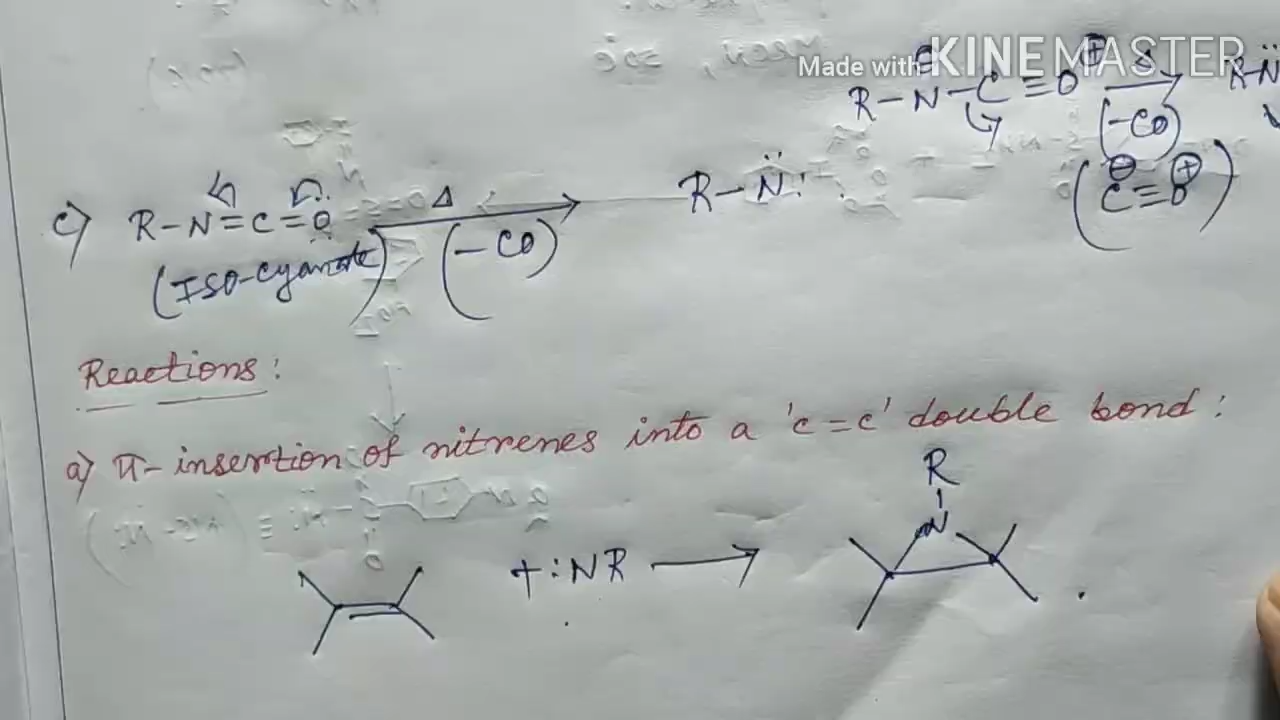 Made with KINEMASTER
R-N-C≡O⊕ Δ (-CO) R-N̈
(C⊖≡O⊕)
c) R-N=C=Ö: Δ (-CO) R-N̈:
(ISO-cyanate)
Reactions:
a) π-insertion of nitrenes into a 'c=c' double bond:
R
N
+:NR ⟶